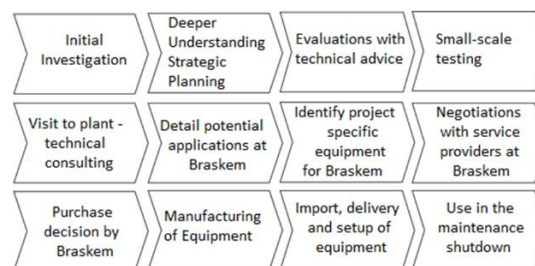 Initial
Investigation
Deeper
Understanding
Strategic
Planning
Evaluations with
technical advice
Small-scale
testing
Visit to plant -
technical
consulting
Detail potential
applications at
Braskem
Identify project
specific
equipment
for Braskem
Negotiations
with service
providers at
Braskem
Purchase
decision by
Braskem
Manufacturing
of Equipment
Import, delivery
and setup of
equipment
Use in the
maintenance
shutdown